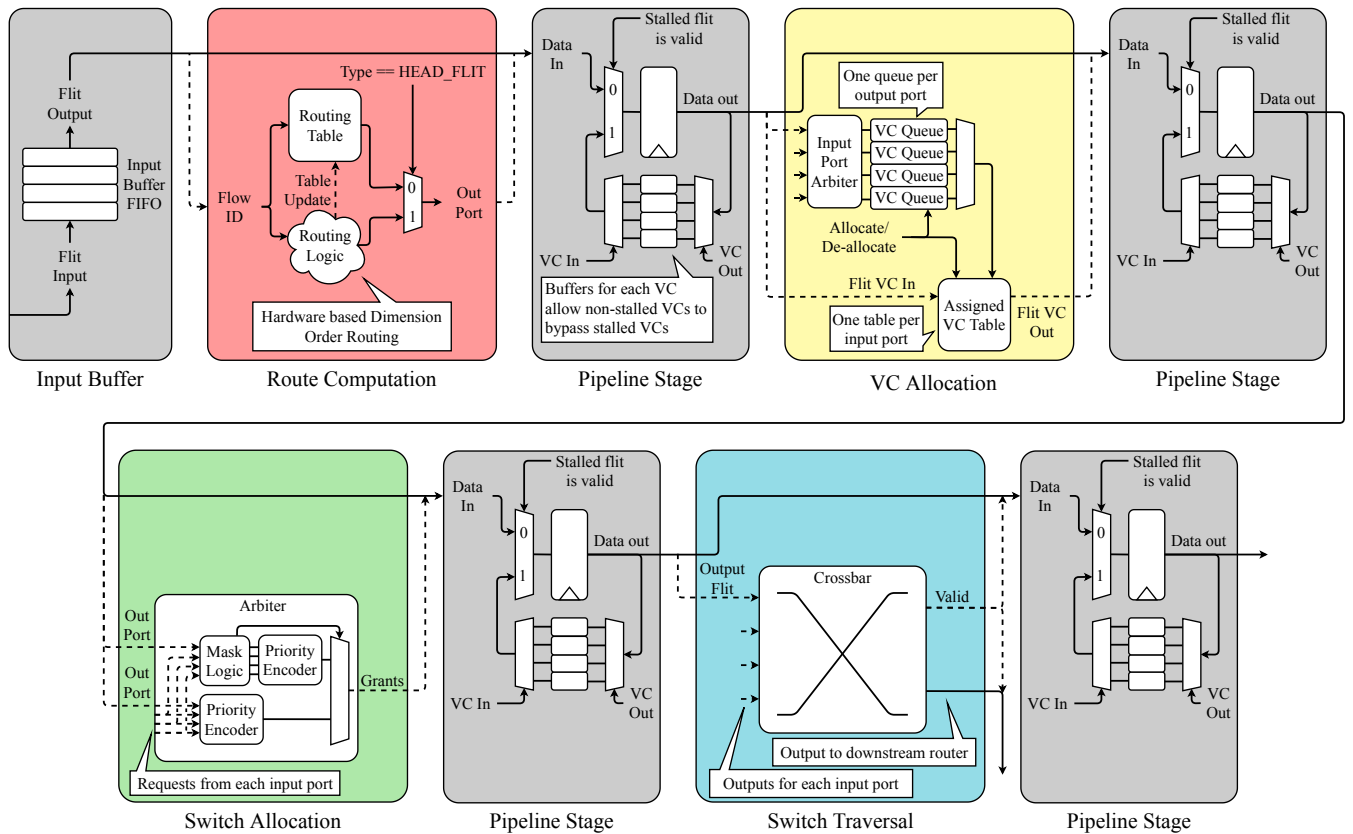 Flit
Output
Input
Buffer
FIFO
Flit
Input
Input Buffer
Type == HEAD_FLIT
Routing
Table
Flow
ID
Table
Update
Routing
Logic
0
1
Out
Port
Hardware based Dimension
Order Routing
Route Computation
Stalled flit
is valid
Data
In
0
1
Data out
VC In
VC
Out
Buffers for each VC
allow non-stalled VCs to
bypass stalled VCs
Pipeline Stage
One queue per
output port
Input
Port
Arbiter
VC Queue
VC Queue
VC Queue
VC Queue
Allocate/
De-allocate
Flit VC In
Assigned
VC Table
Flit VC
Out
One table per
input port
VC Allocation
Stalled flit
is valid
Data
In
0
1
Data out
VC In
VC
Out
Pipeline Stage
Arbiter
Out
Port
Out
Port
Mask
Logic
Priority
Encoder
Priority
Encoder
Grants
Requests from each input port
Switch Allocation
Stalled flit
is valid
Data
In
0
1
Data out
VC In
VC
Out
Pipeline Stage
Output
Flit
Crossbar
Valid
Output to downstream router
Outputs for each input port
Switch Traversal
Stalled flit
is valid
Data
In
0
1
Data out
VC In
VC
Out
Pipeline Stage